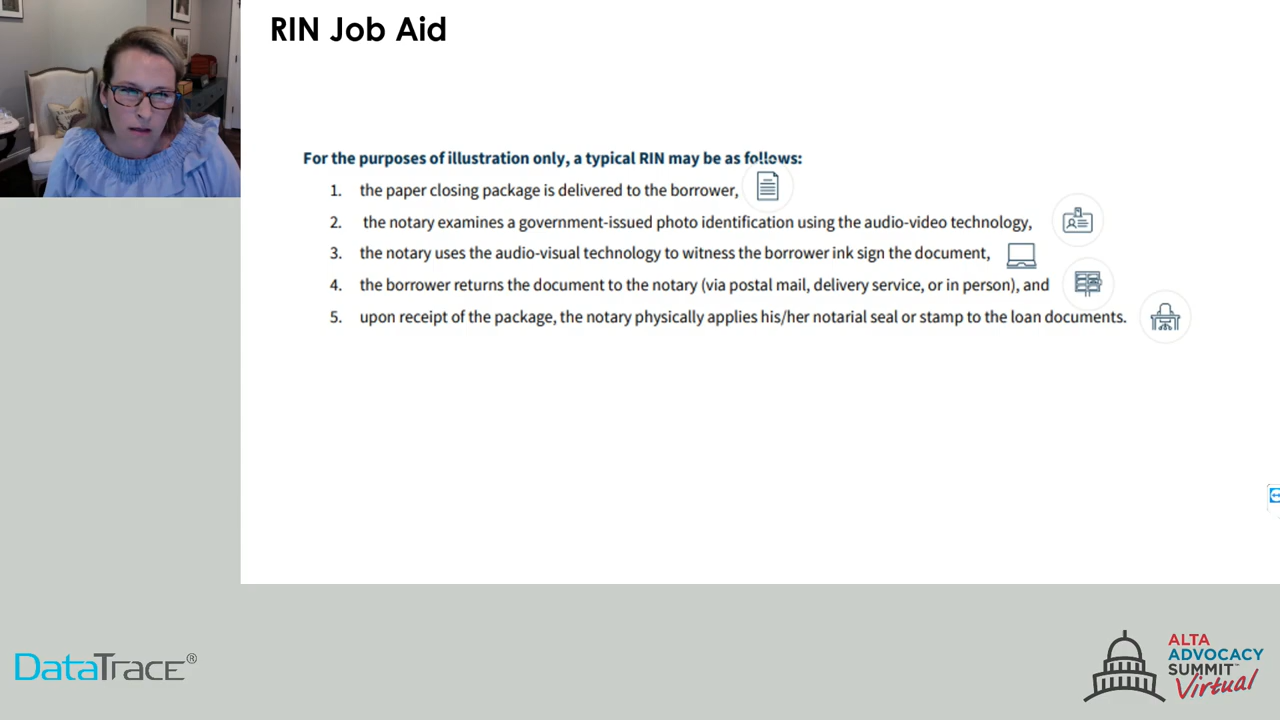 RIN Job Aid
For the purposes of illustration only, a typical RIN may be as follows:
1. the paper closing package is delivered to the borrower,
2. the notary examines a government-issued photo identification using the audio-video technology,
3. the notary uses the audio-visual technology to witness the borrower ink sign the document,
4. the borrower returns the document to the notary (via postal mail, delivery service, or in person), and
5. upon receipt of the package, the notary physically applies his/her notarial seal or stamp to the loan documents.
DataTrace®
ALTA
ADVOCACY
SUMMIT™
Virtual